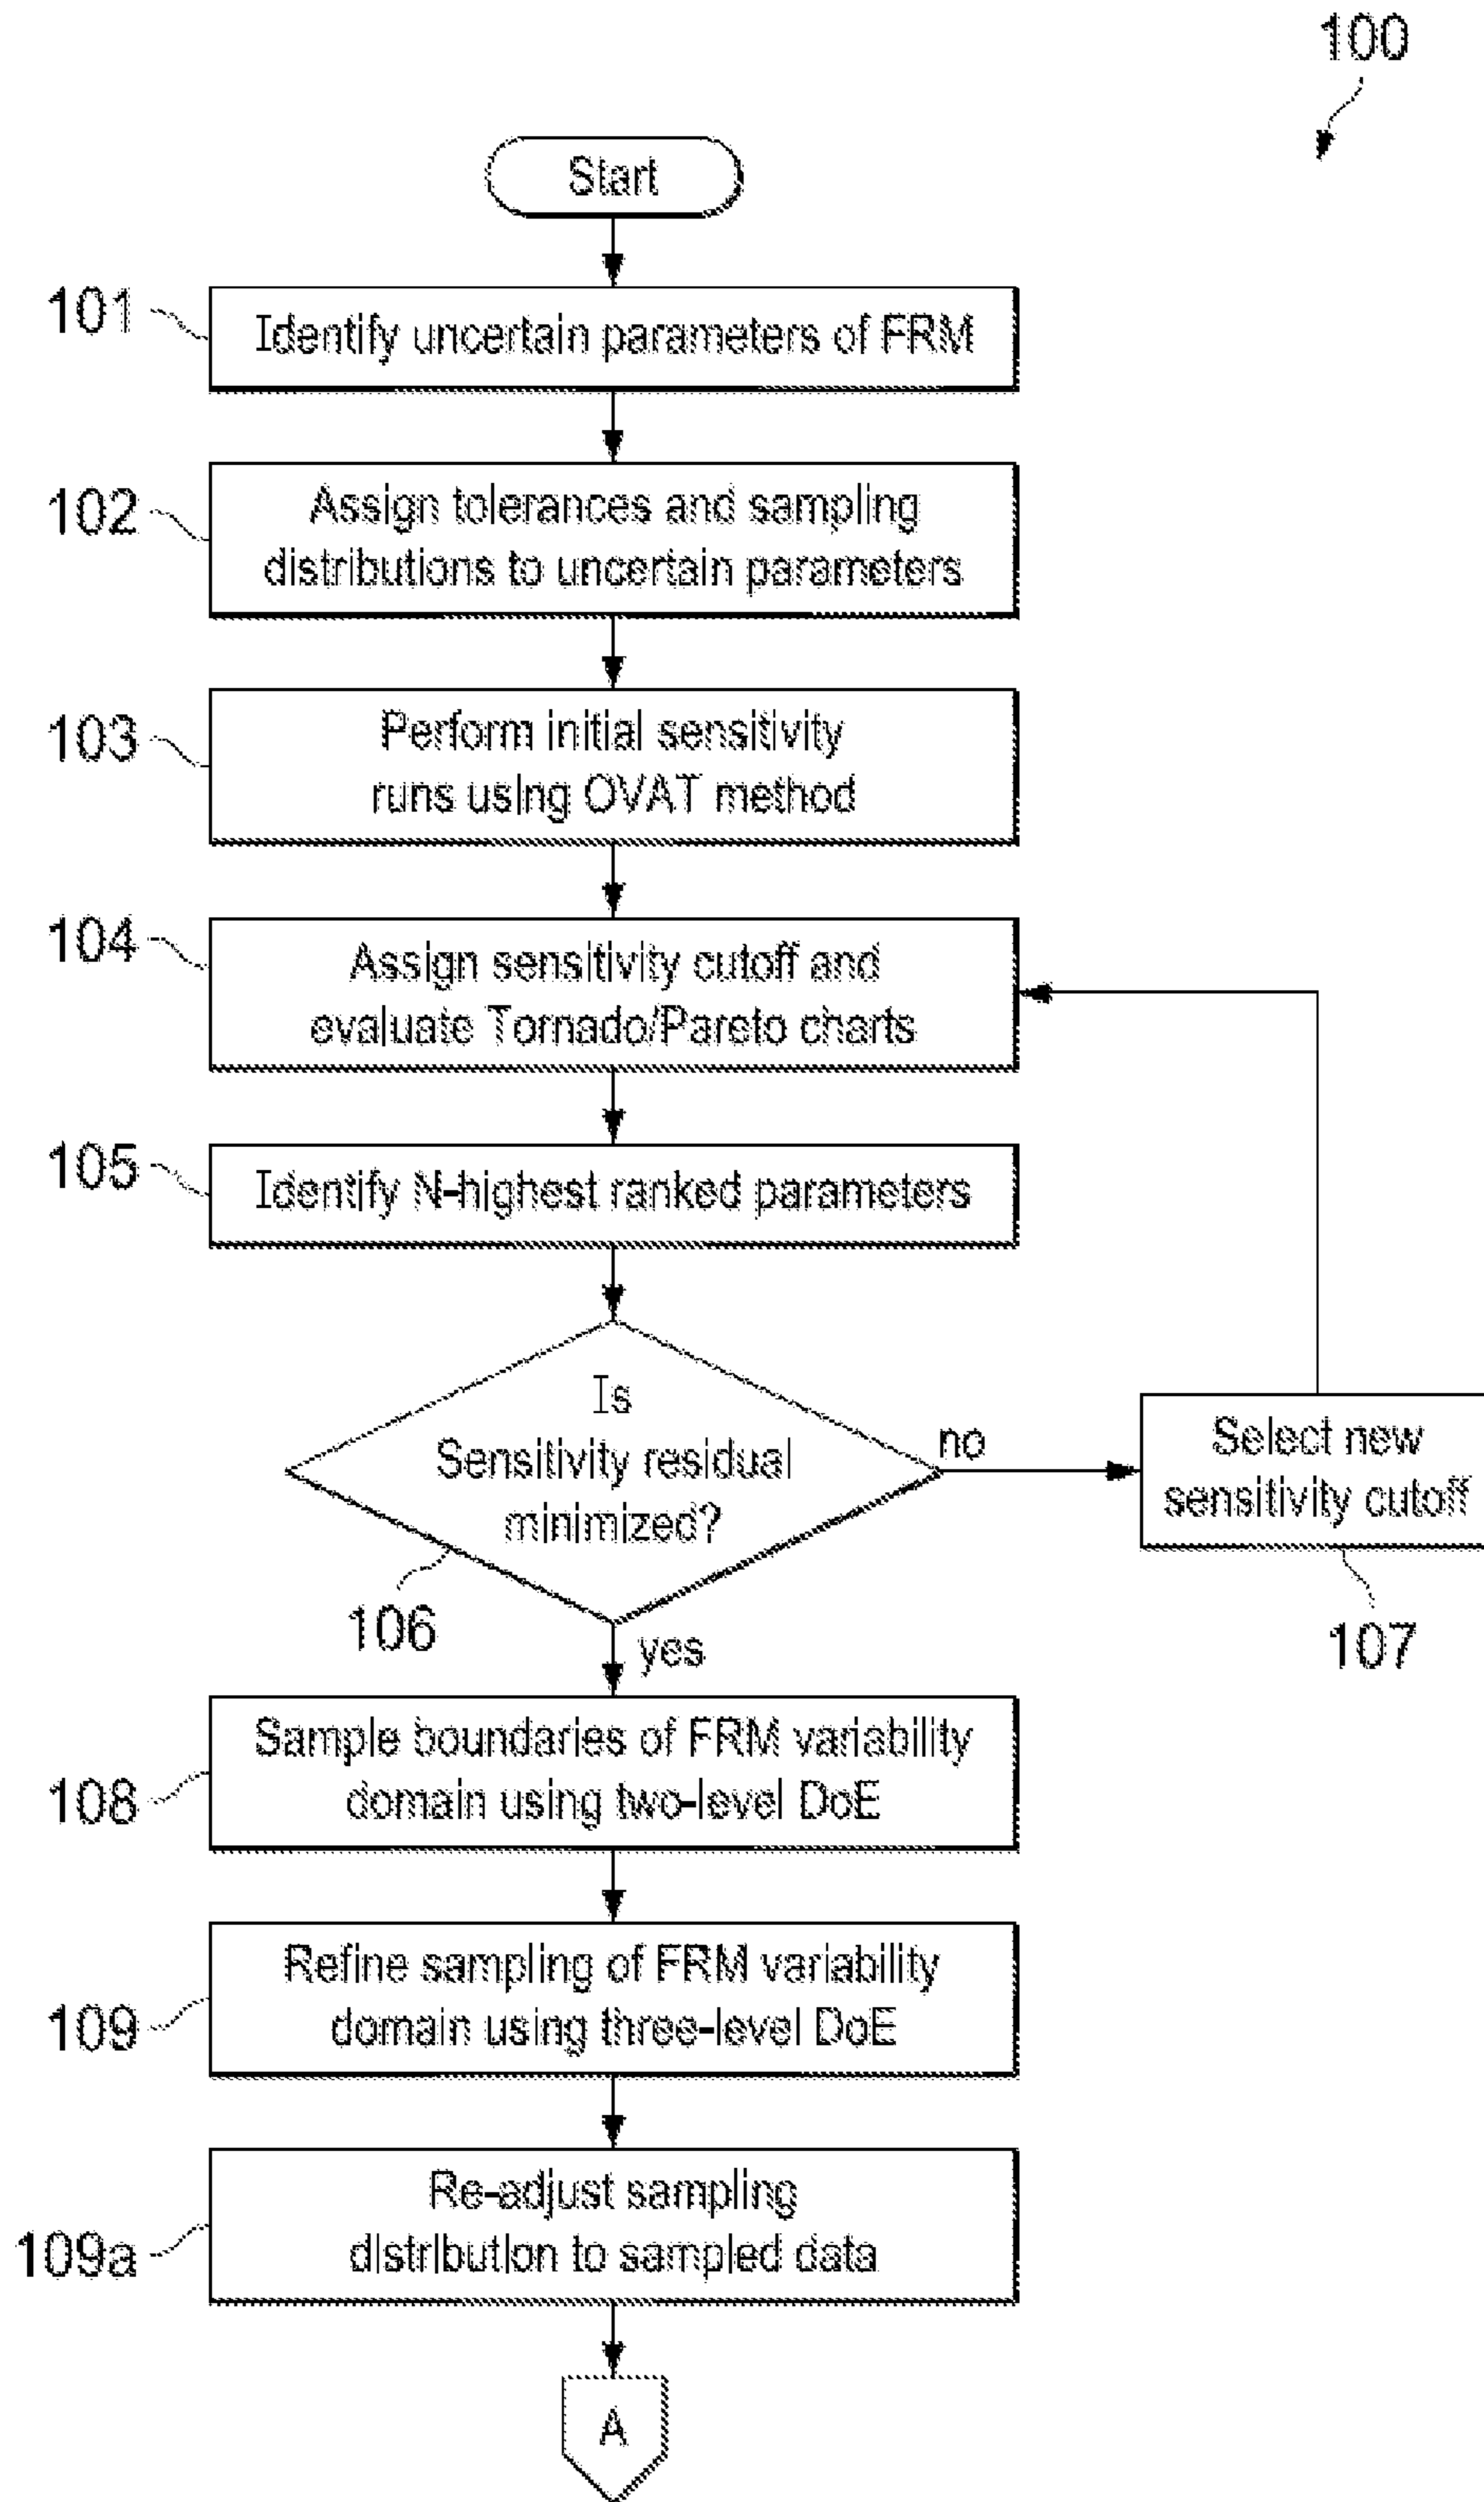 100
Start
101
Identify uncertain parameters of FRM
102
Assign tolerances and sampling
distributions to uncertain parameters
103
Perform initial sensitivity
runs using OVAT method
104
Assign sensitivity cutoff and
evaluate Tornado/Pareto charts
105
Identify N-highest ranked parameters
Is
Sensitivity residual
minimized?
no
Select new
sensitivity cutoff
106
107
yes
108
Sample boundaries of FRM variability
domain using two-level DoE
109
Refine sampling of FRM variability
domain using three-level DoE
109a
Re-adjust sampling
distribution to sampled data
A